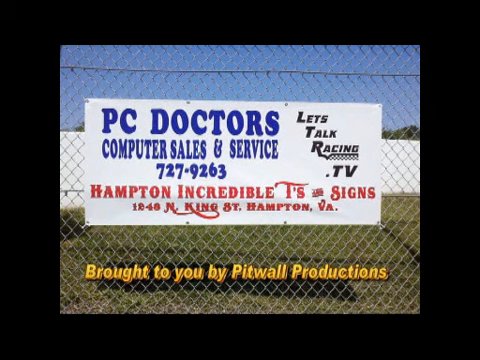 PC DOCTORS
COMPUTER SALES & SERVICE
727-9263
LETS
TALK
RACING
.TV
HAMPTON INCREDIBLE T'S AND SIGNS
1248 N. KING ST, HAMPTON, VA.
Brought to you by Pitwall Productions